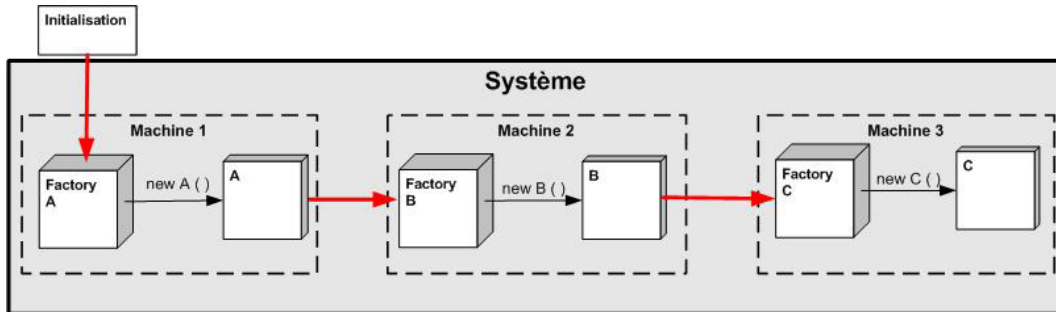 Initialisation
Système
Machine 1
Machine 2
Machine 3
Factory
A
new A ( )
A
Factory
B
new B ( )
B
Factory
C
new C ( )
C